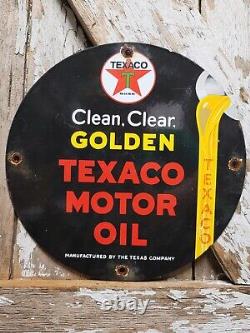 TEXACO
T
Clean, Clear,
GOLDEN
TEXACO
MOTOR
OIL
TEXACO
MANUFACTURED BY THE TEXAS COMPANY